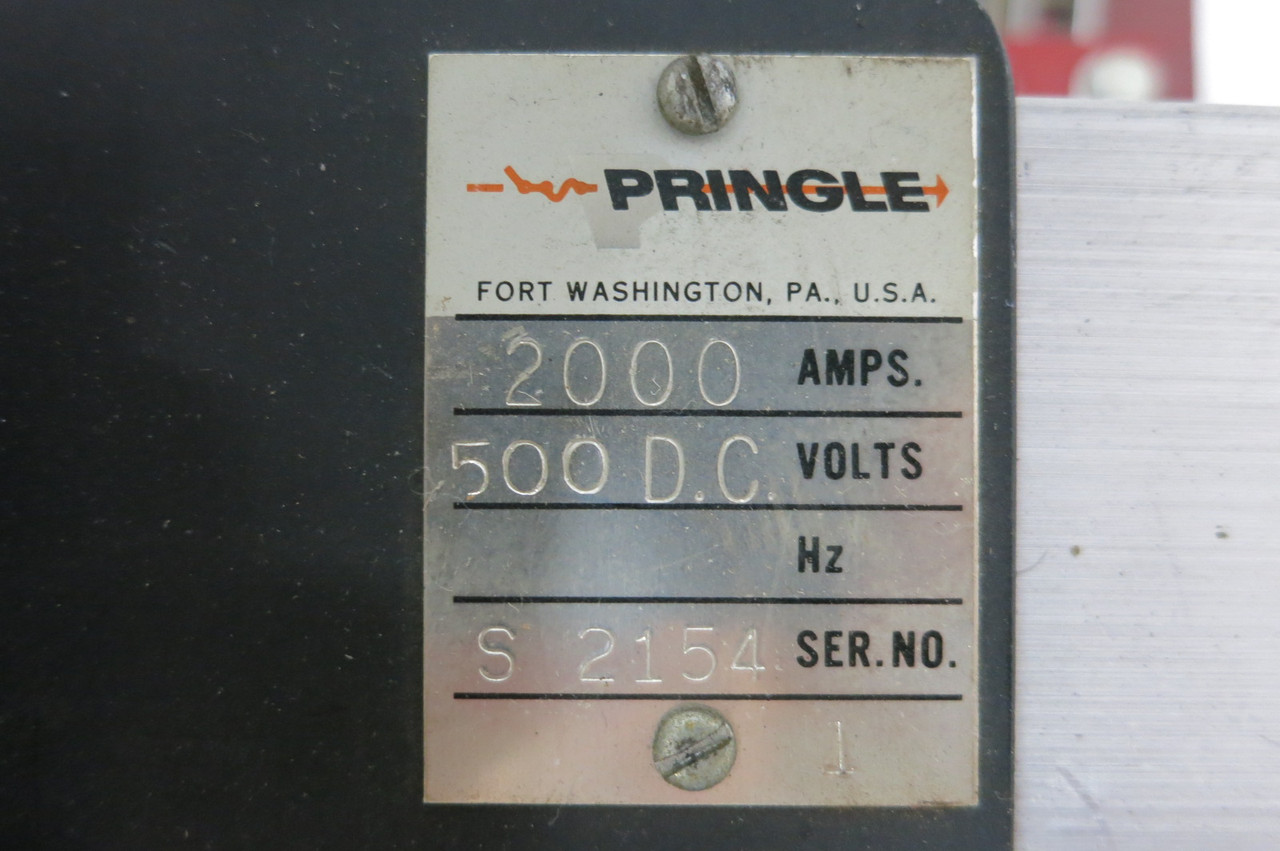 PRINGLE
FORT WASHINGTON, PA., U.S.A.
2000 AMPS.
500 D.C. VOLTS
Hz
S 2154 SER. NO.
1